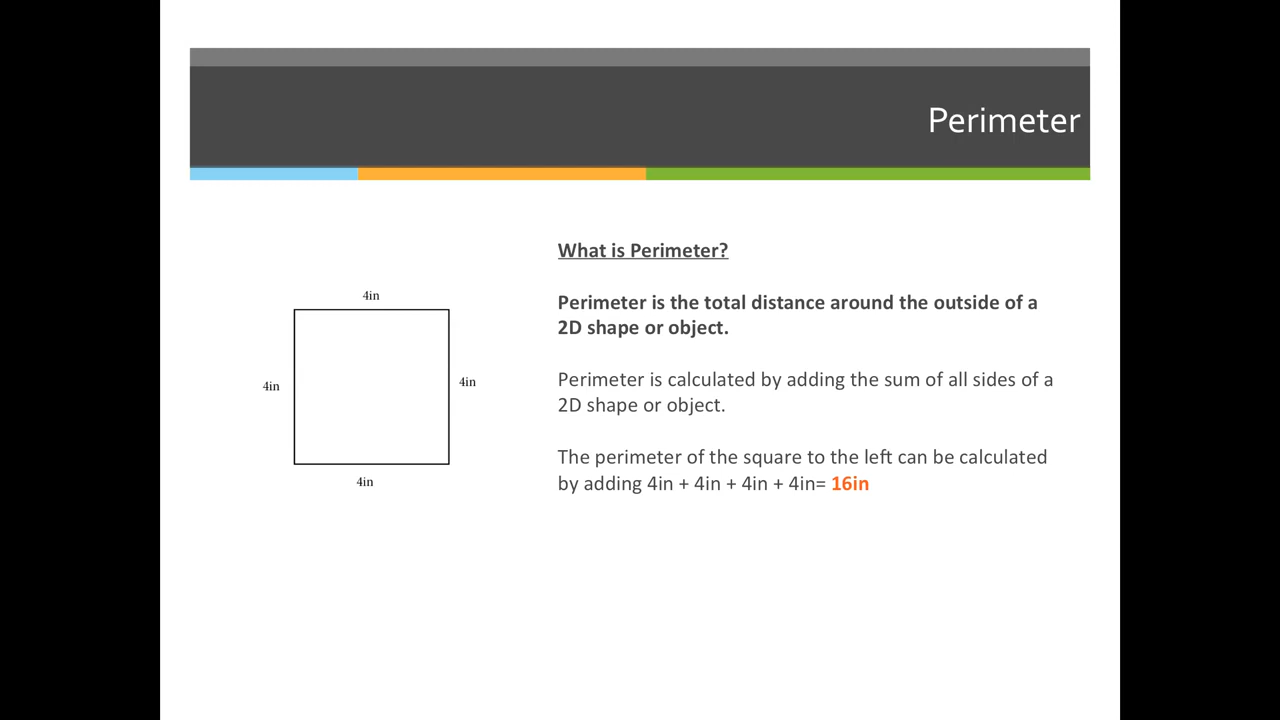 Perimeter
What is Perimeter?
Perimeter is the total distance around the outside of a
2D shape or object.
Perimeter is calculated by adding the sum of all sides of a
2D shape or object.
The perimeter of the square to the left can be calculated
by adding 4in + 4in + 4in + 4in= 16in
4in
4in
4in
4in